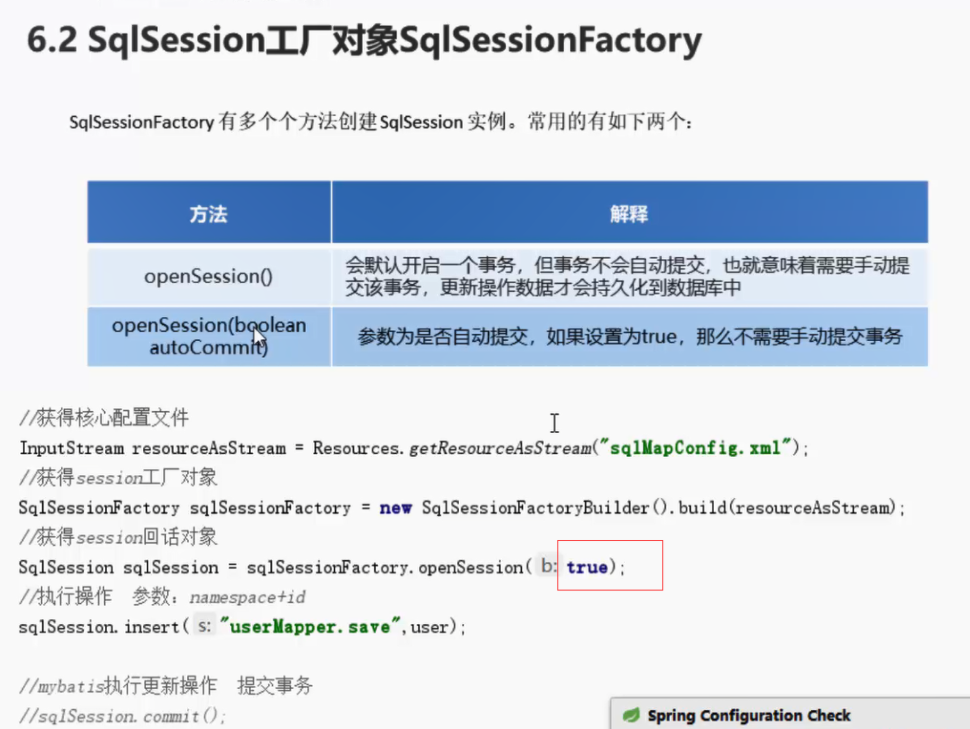 6.2 SqlSession工厂对象SqlSessionFactory
SqlSessionFactory 有多个个方法创建SqlSession 实例。常用的有如下两个：
方法
解释
openSession()
会默认开启一个事务，但事务不会自动提交，也就意味着需要手动提
交该事务，更新操作数据才会持久化到数据库中
openSession(boolean
autoCommit)
参数为是否自动提交，如果设置为true，那么不需要手动提交事务
//获得核心配置文件
InputStream resourceAsStream = Resources.getResourceAsStream("sqlMapConfig.xml");
//获得session工厂对象
SqlSessionFactory sqlSessionFactory = new SqlSessionFactoryBuilder().build(resourceAsStream);
//获得session回话对象
SqlSession sqlSession = sqlSessionFactory.openSession( b: true);
//执行操作 参数：namespace+id
sqlSession.insert( s: "userMapper.save",user);
//mybatis执行更新操作 提交事务
//sqlSession.commit();
Spring Configuration Check